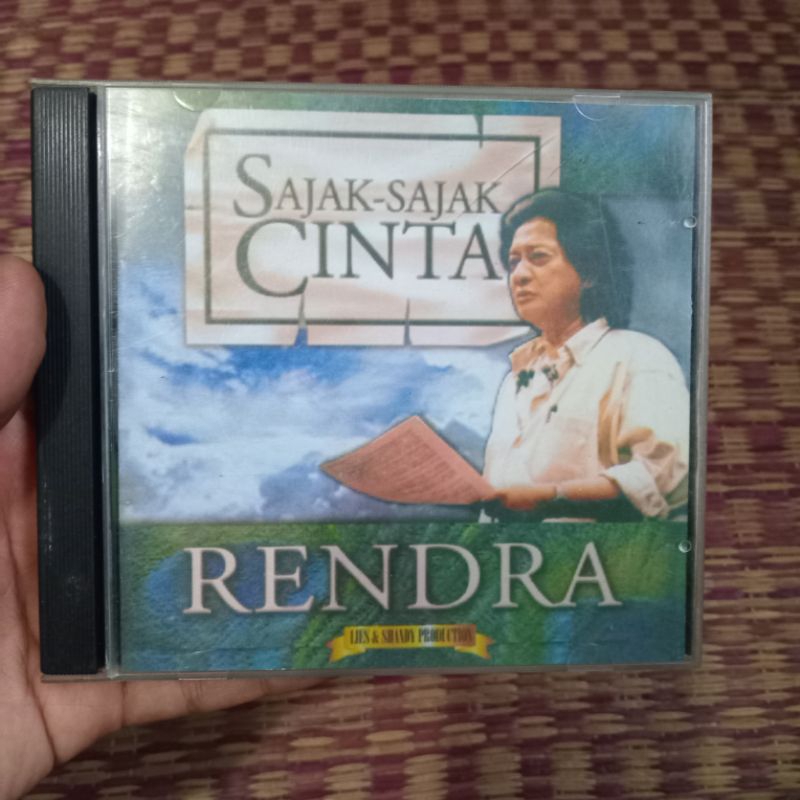 SAJAK-SAJAK
CINTA
RENDRA
LIES & SHANDY PRODUCTION